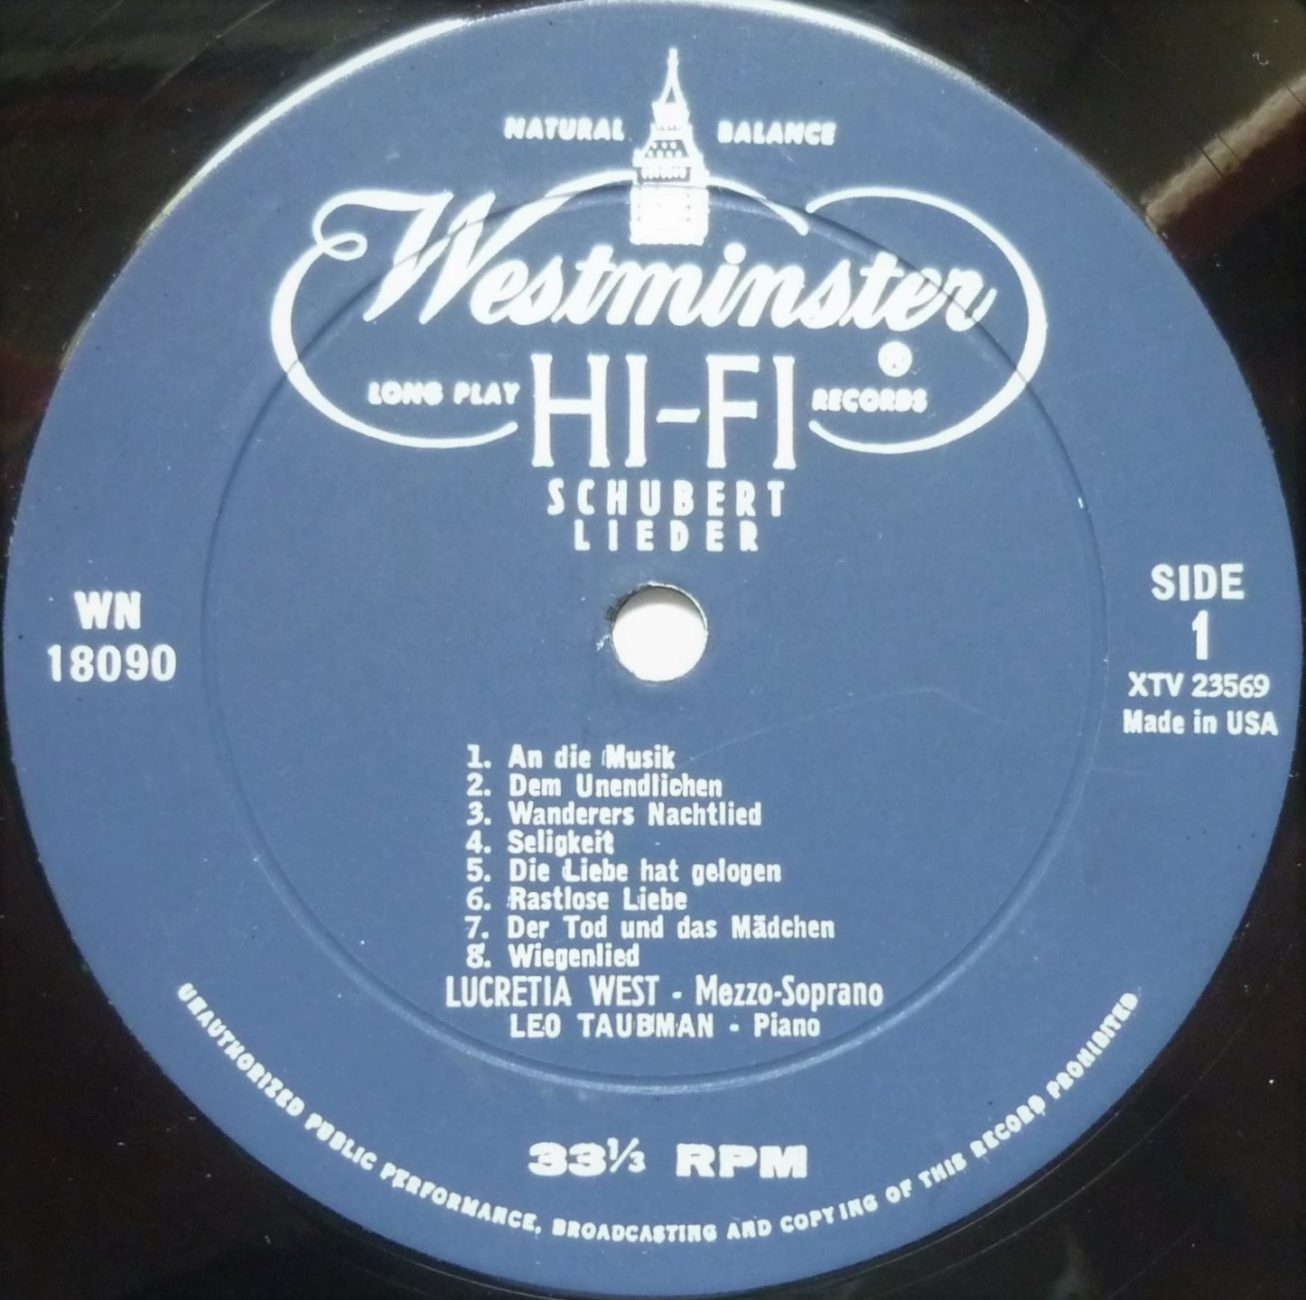 NATURAL BALANCE
Westminster
®
LONG PLAY HI-FI RECORDS
SCHUBERT
LIEDER
WN
18090
SIDE
1
XTV 23569
Made in USA
1. An die Musik
2. Dem Unendlichen
3. Wanderers Nachtlied
4. Seligkeit
5. Die Liebe hat gelogen
6. Rastlose Liebe
7. Der Tod und das Mädchen
8. Wiegenlied
LUCRETIA WEST - Mezzo-Soprano
LEO TAUBMAN - Piano
33⅓ RPM
UNAUTHORIZED PUBLIC PERFORMANCE, BROADCASTING AND COPYING OF THIS RECORD PROHIBITED